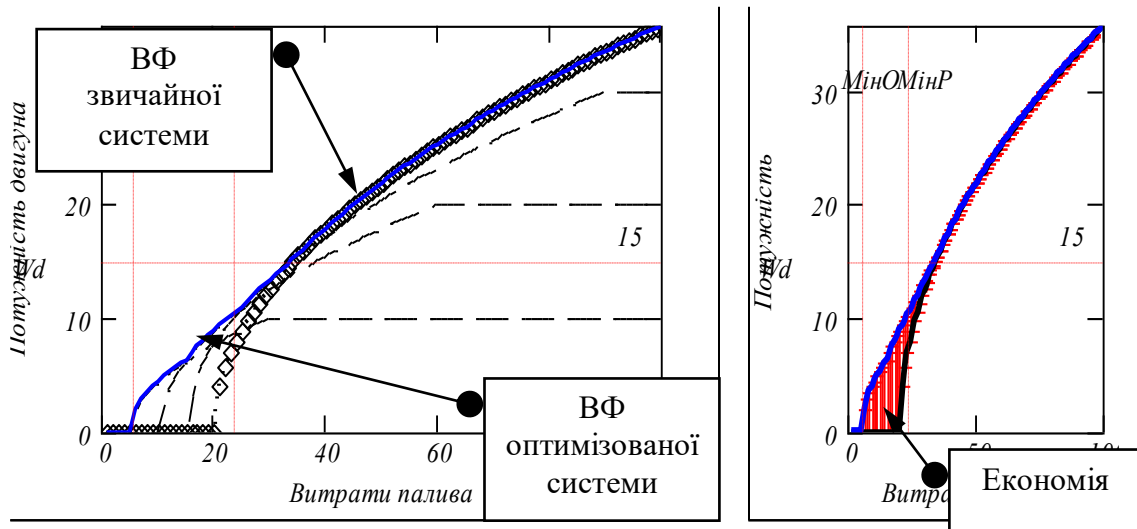 ВФ
звичайної
системи
Потужність двигуна
20
10
0
Wd
15
0
20
40
60
Витрати палива
ВФ
оптимізованої
системи
МінОМінР
30
20
10
0
Потужність
Wd
15
0
50
Витра
Економія